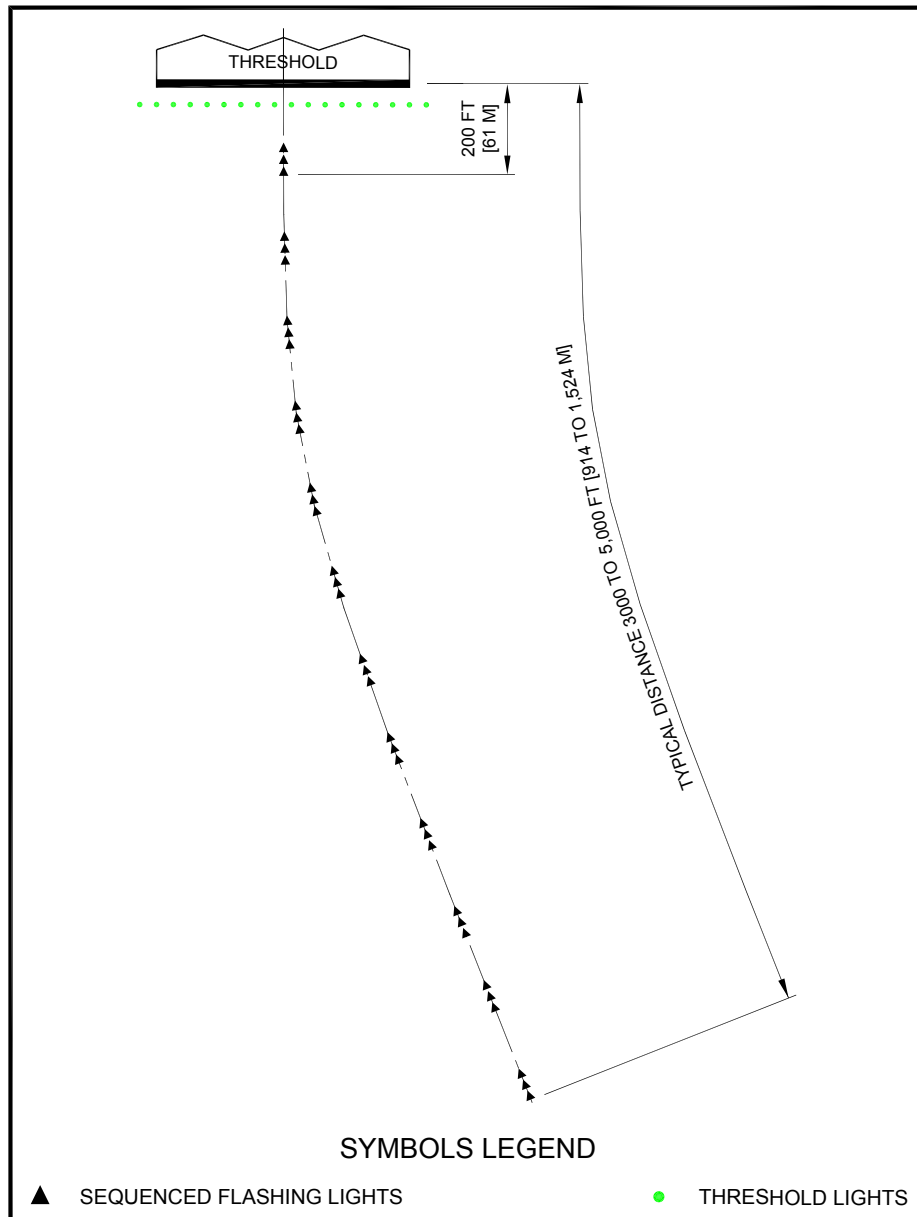 THRESHOLD
200 FT
[61 M]
TYPICAL DISTANCE 3000 TO 5,000 FT [914 TO 1,524 M]
SYMBOLS LEGEND
SEQUENCED FLASHING LIGHTS
THRESHOLD LIGHTS